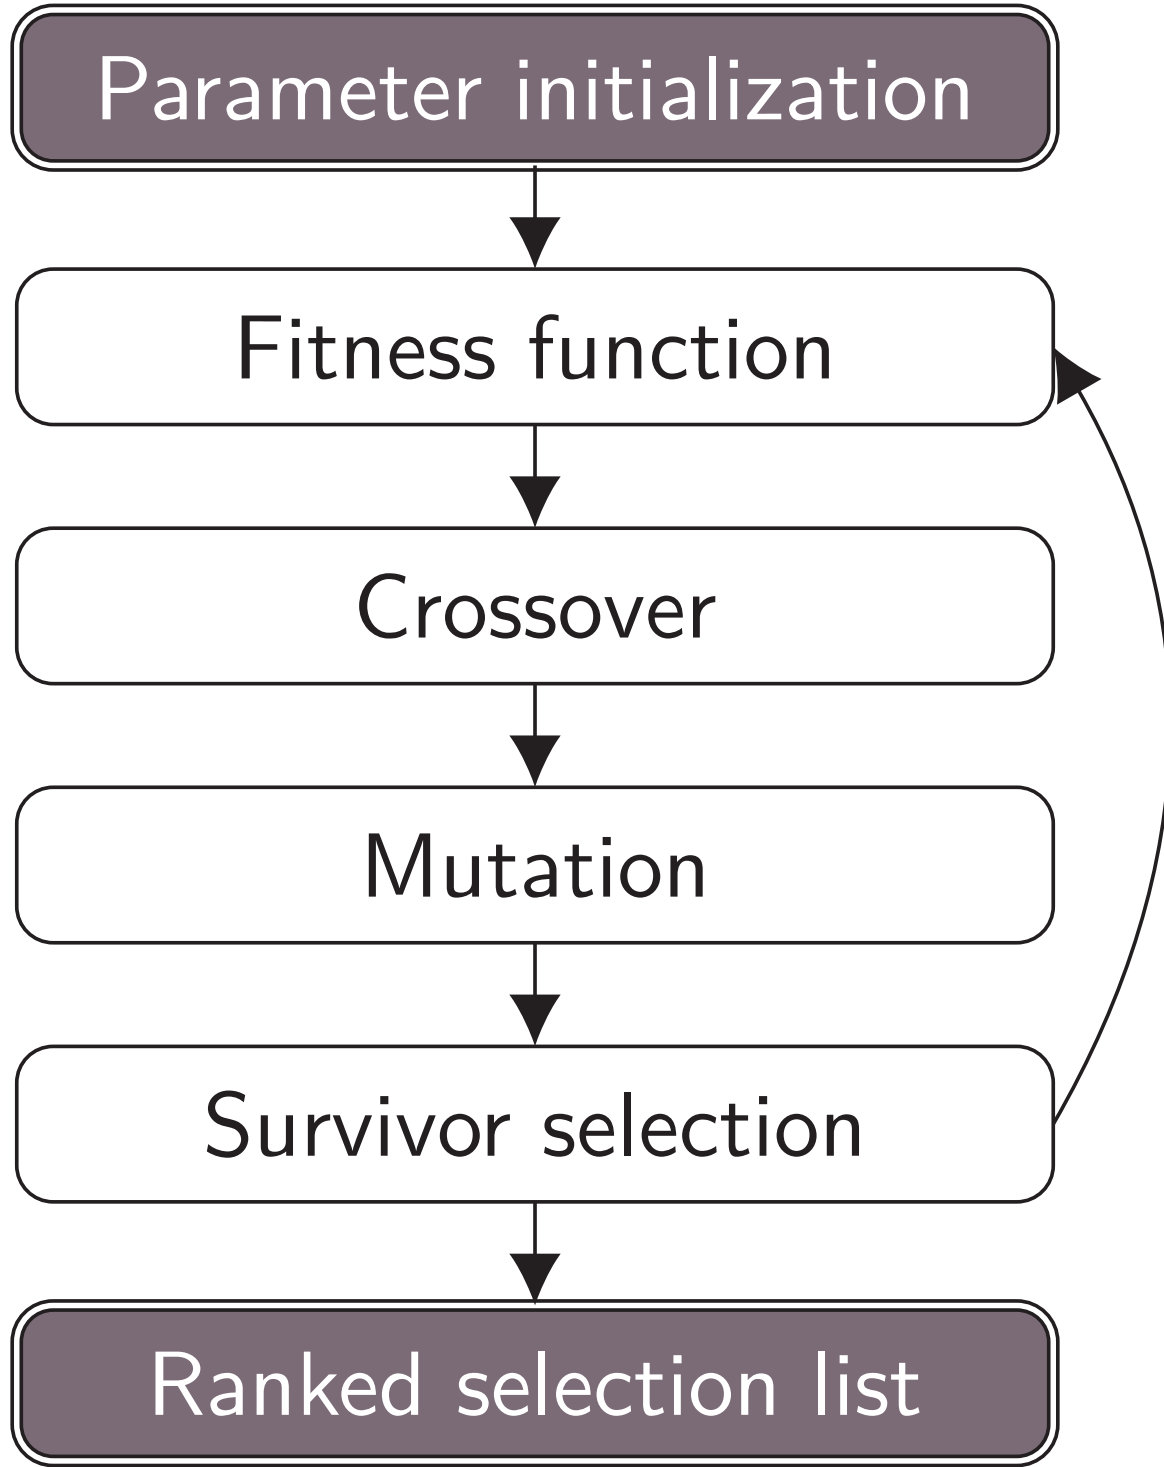 Parameter initialization
Fitness function
Crossover
Mutation
Survivor selection
Ranked selection list